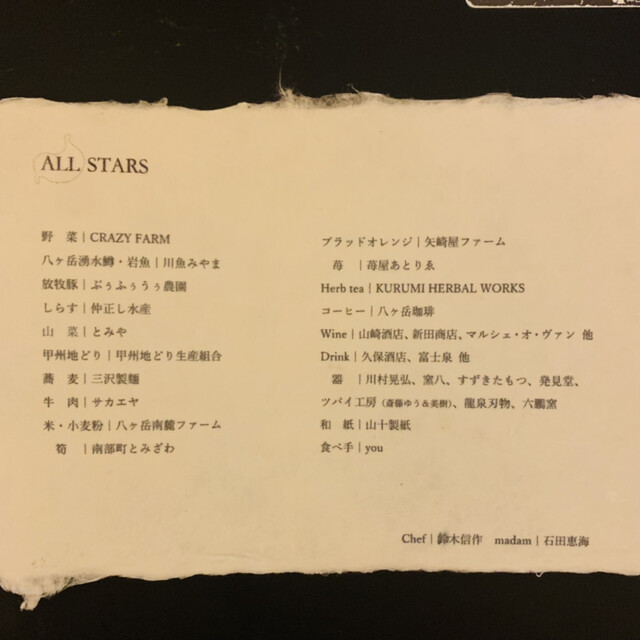 ALL STARS
野　菜｜CRAZY FARM
八ヶ岳湧水鱒・岩魚｜川魚みやま
放牧豚｜ぶぅふぅうぅ農園
しらす｜仲正し水産
山　菜｜とみや
甲州地どり｜甲州地どり生産組合
蕎　麦｜三沢製麺
牛　肉｜サカエヤ
米・小麦粉｜八ヶ岳南麓ファーム
筍　｜南部町とみざわ
ブラッドオレンジ｜矢崎屋ファーム
苺　｜苺屋あとりゑ
Herb tea｜KURUMI HERBAL WORKS
コーヒー｜八ヶ岳珈琲
Wine｜山崎酒店、新田商店、マルシェ・オ・ヴァン 他
Drink｜久保酒店、富士泉 他
器　｜川村晃弘、窯八、すずきたもつ、発見堂、
ツバイ工房（斎藤ゆう＆美樹）、龍泉刃物、六鵬窯
和　紙｜山十製紙
食べ手｜you
Chef｜鈴木信作　madam｜石田恵海